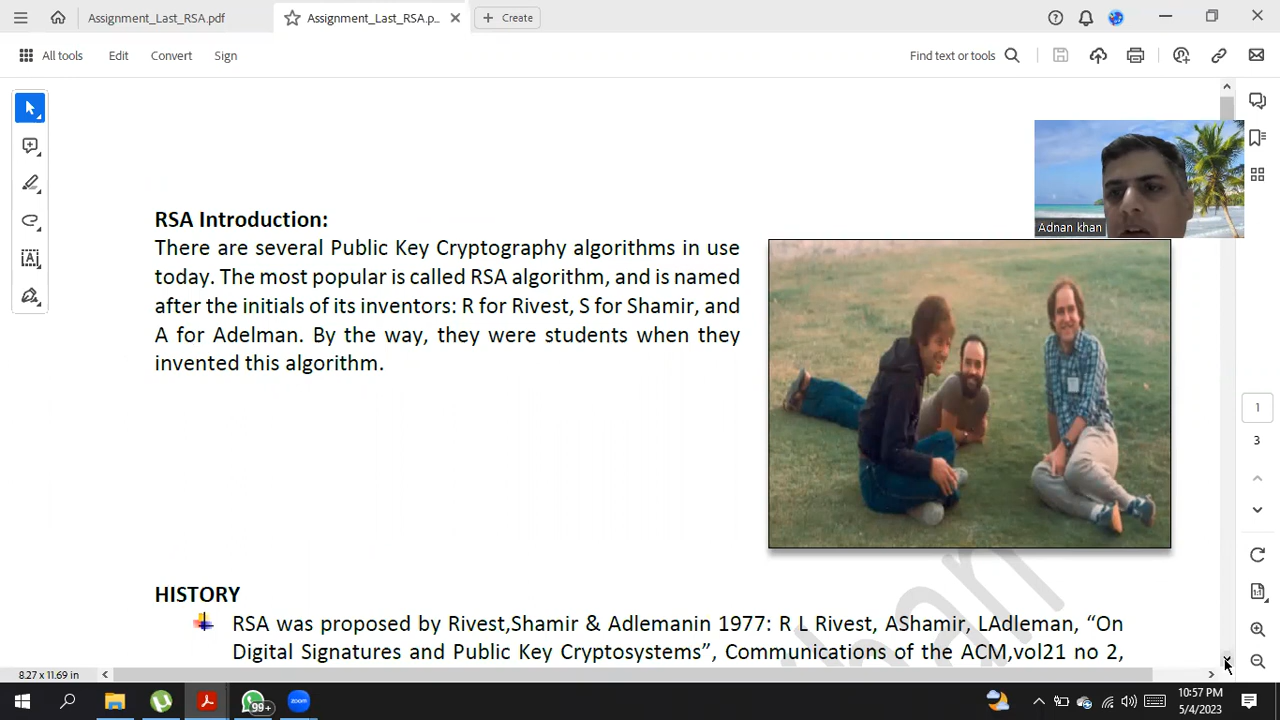 Assignment_Last_RSA.pdf
Assignment_Last_RSA.p...
Create
All tools
Edit
Convert
Sign
Find text or tools
Adnan khan
RSA Introduction:
There are several Public Key Cryptography algorithms in use
today. The most popular is called RSA algorithm, and is named
after the initials of its inventors: R for Rivest, S for Shamir, and
A for Adelman. By the way, they were students when they
invented this algorithm.
HISTORY
RSA was proposed by Rivest,Shamir & Adlemanin 1977: R L Rivest, AShamir, LAdleman, “On
Digital Signatures and Public Key Cryptosystems”, Communications of the ACM,vol21 no 2,
1
3
1:1
8.27 x 11.69 in
99+
zoom
10:57 PM
5/4/2023